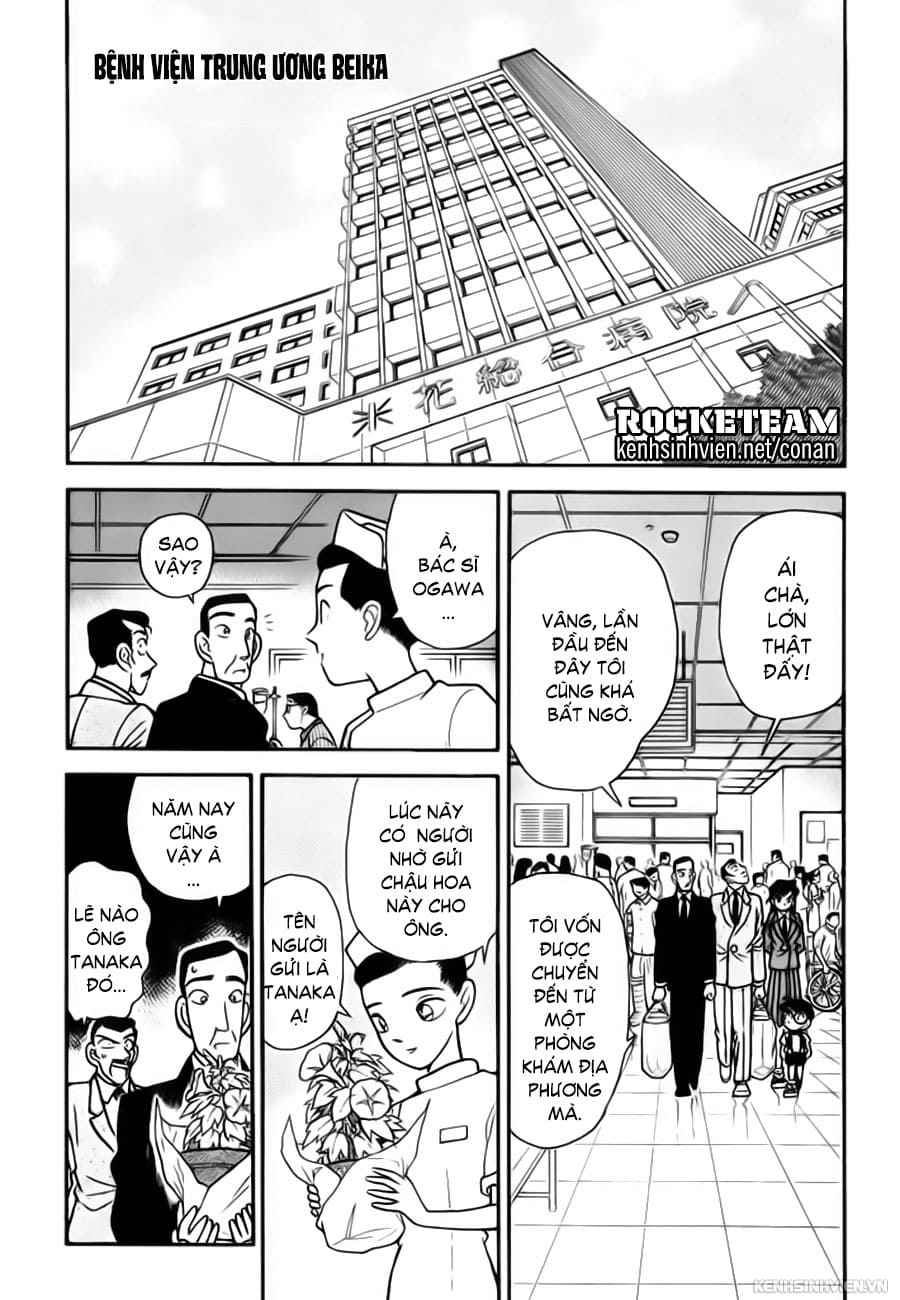 BỆNH VIỆN TRUNG ƯƠNG BEIKA
米花総合病院
ROCKETEAM
kenhsinhvien.net/conan
ÁI
CHÀ,
LỚN
THẬT
ĐẤY!
VÂNG, LẦN
ĐẦU ĐẾN
ĐÂY TÔI
CŨNG KHÁ
BẤT NGỜ.
TÔI VỐN
ĐƯỢC
CHUYỂN
ĐẾN TỪ
MỘT
PHÒNG
KHÁM ĐỊA
PHƯƠNG
MÀ.
À,
BÁC SĨ
OGAWA
...
SAO
VẬY?
LÚC NÃY
CÓ NGƯỜI
NHỜ GỬI
CHẬU HOA
NÀY CHO
ÔNG.
TÊN
NGƯỜI
GỬI LÀ
TANAKA
Ạ!
NĂM NAY
CŨNG
VẬY À
...
LẼ NÀO
ÔNG
TANAKA
ĐÓ...
KENHSINHVIEN.VN